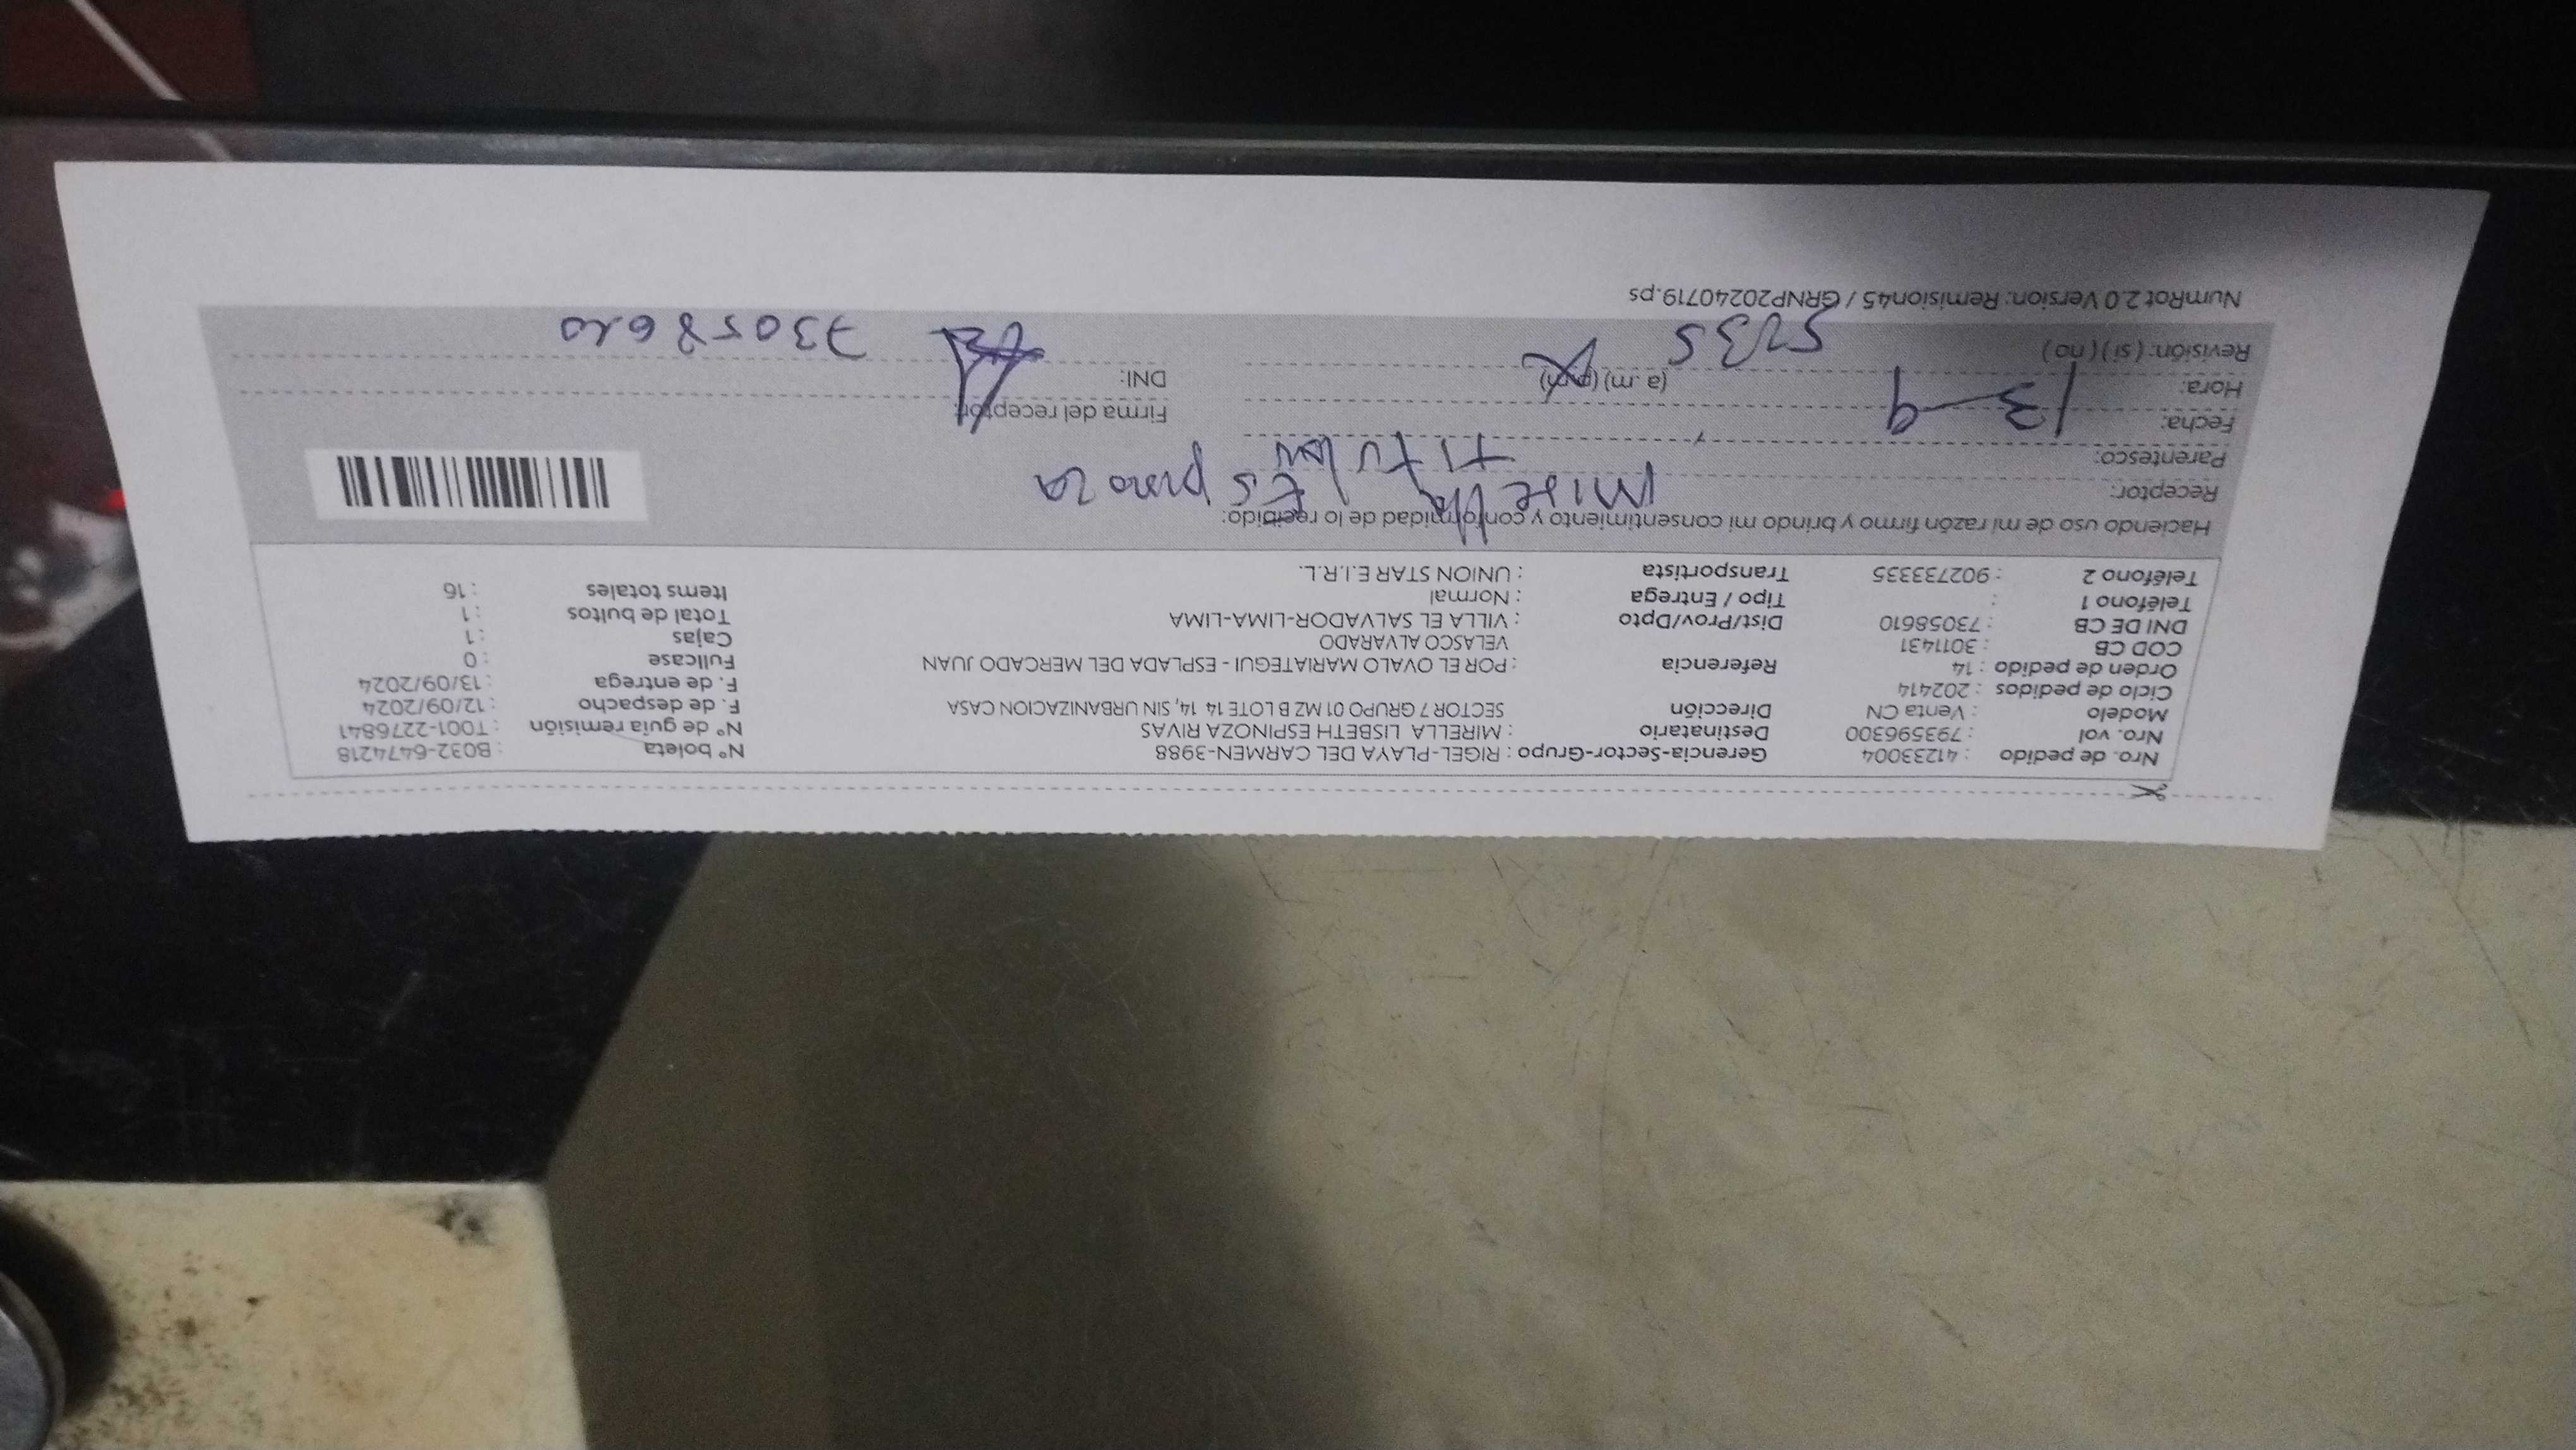 Nro. de pedido : 41233004 Gerencia-Sector-Grupo : RIGEL-PLAYA DEL CARMEN-3988 N° boleta : B032-6474218
Nro. vol : 793596300 Destinatario : MIRELLA LISBETH ESPINOZA RIVAS N° de guía remisión : T001-2276841
Modelo : Venta CN Dirección SECTOR 7 GRUPO 01 MZ B LOTE 14 14, SIN URBANIZACION CASA F. de despacho : 12/09/2024
Ciclo de pedidos : 202414 F. de entrega : 13/09/2024
Orden de pedido : 14 Referencia : POR EL OVALO MARIATEGUI - ESPLADA DEL MERCADO JUAN Fullcase : 0
COD CB : 3011431 VELASCO ALVARADO Cajas : 1
DNI DE CB : 73058610 Dist/Prov/Dpto : VILLA EL SALVADOR-LIMA-LIMA Total de bultos : 1
Teléfono 1 : Tipo / Entrega : Normal Items totales : 16
Teléfono 2 : 902733335 Transportista : UNION STAR E.I.R.L.
Haciendo uso de mi razón firmo y brindo mi consentimiento y conformidad de lo recibido:
Receptor: Mirella Espinoza
Parentesco: titular
Fecha: 13-9 Firma del receptor:
Hora: (a .m) (p.m) DNI: 73058610
Revisión: ( si ) ( no )
NumRot 2.0 Version: Remision45 / GRNP20240719.ps